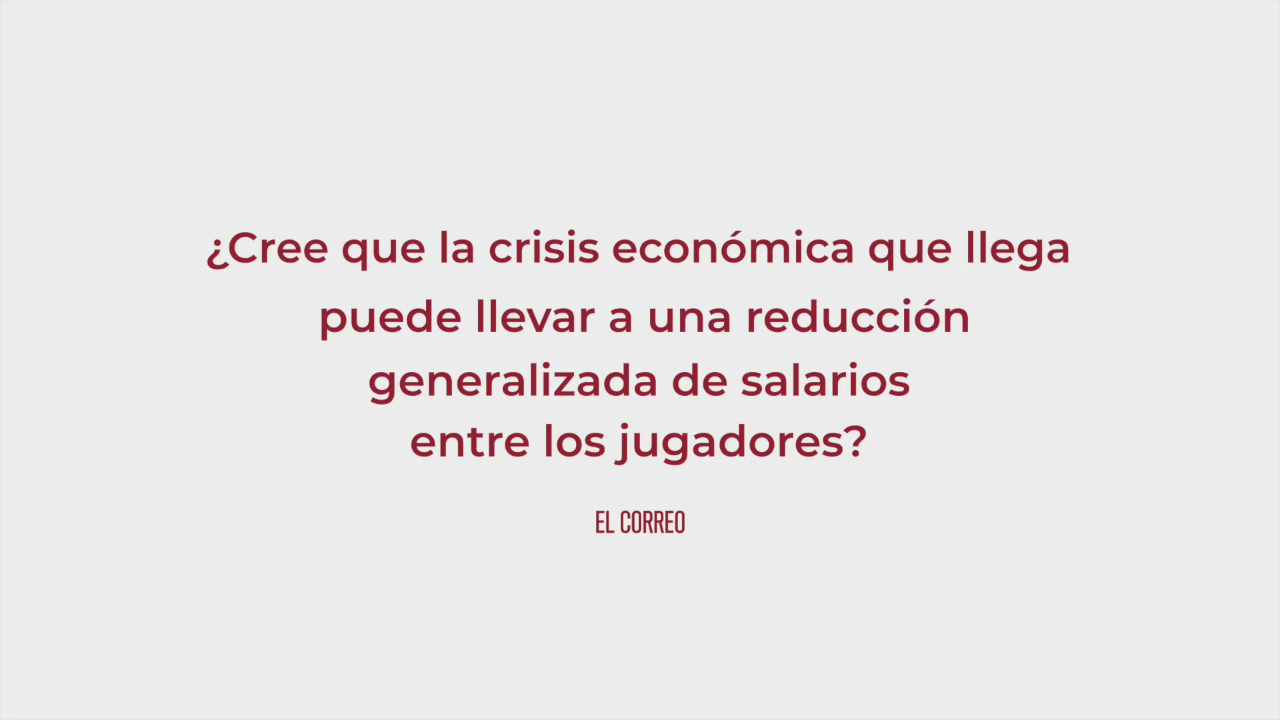 ¿Cree que la crisis económica que llega
puede llevar a una reducción
generalizada de salarios
entre los jugadores?
EL CORREO